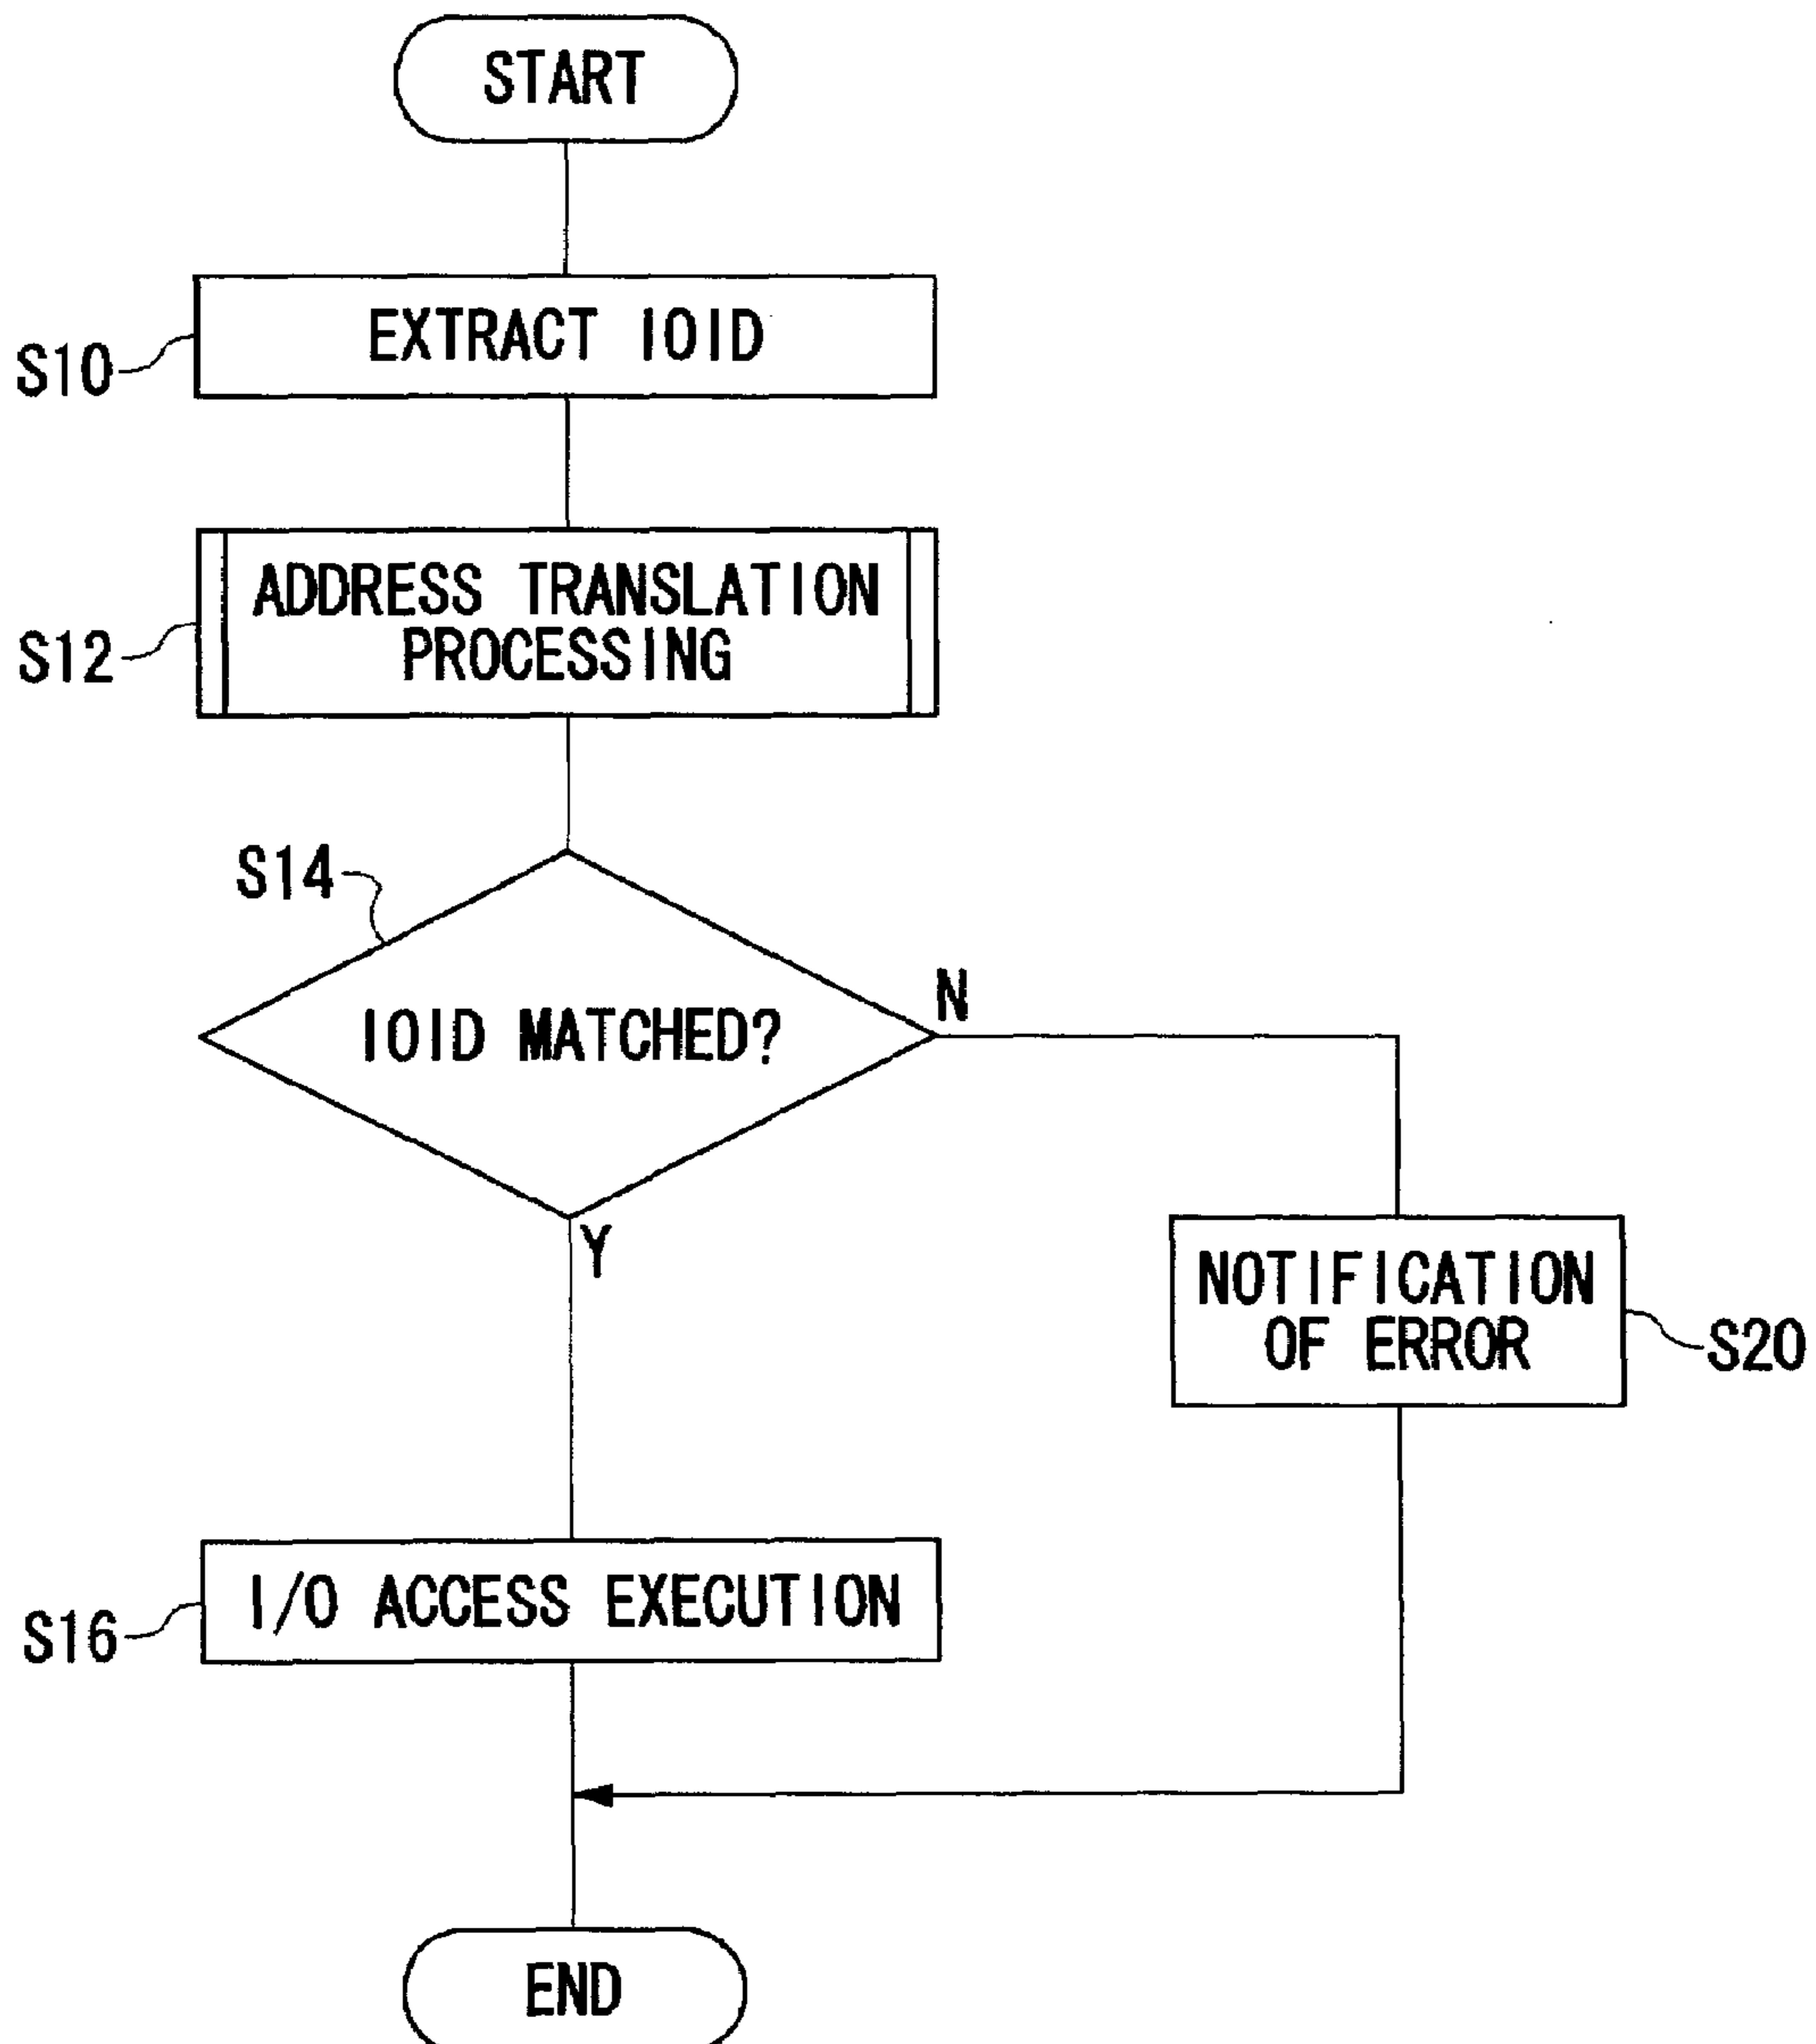 START
EXTRACT IOID
S10
ADDRESS TRANSLATION
PROCESSING
S12
S14
IOID MATCHED?
N
Y
NOTIFICATION
OF ERROR
S20
I/O ACCESS EXECUTION
S16
END